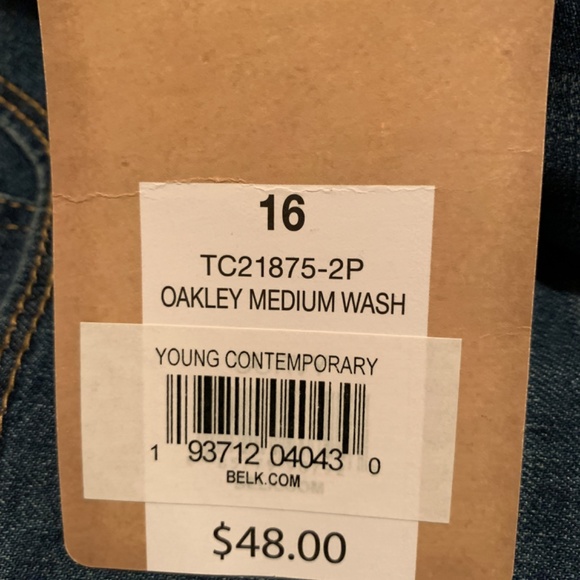 16
TC21875-2P
OAKLEY MEDIUM WASH
YOUNG CONTEMPORARY
1 93712 04043 0
BELK.COM
$48.00